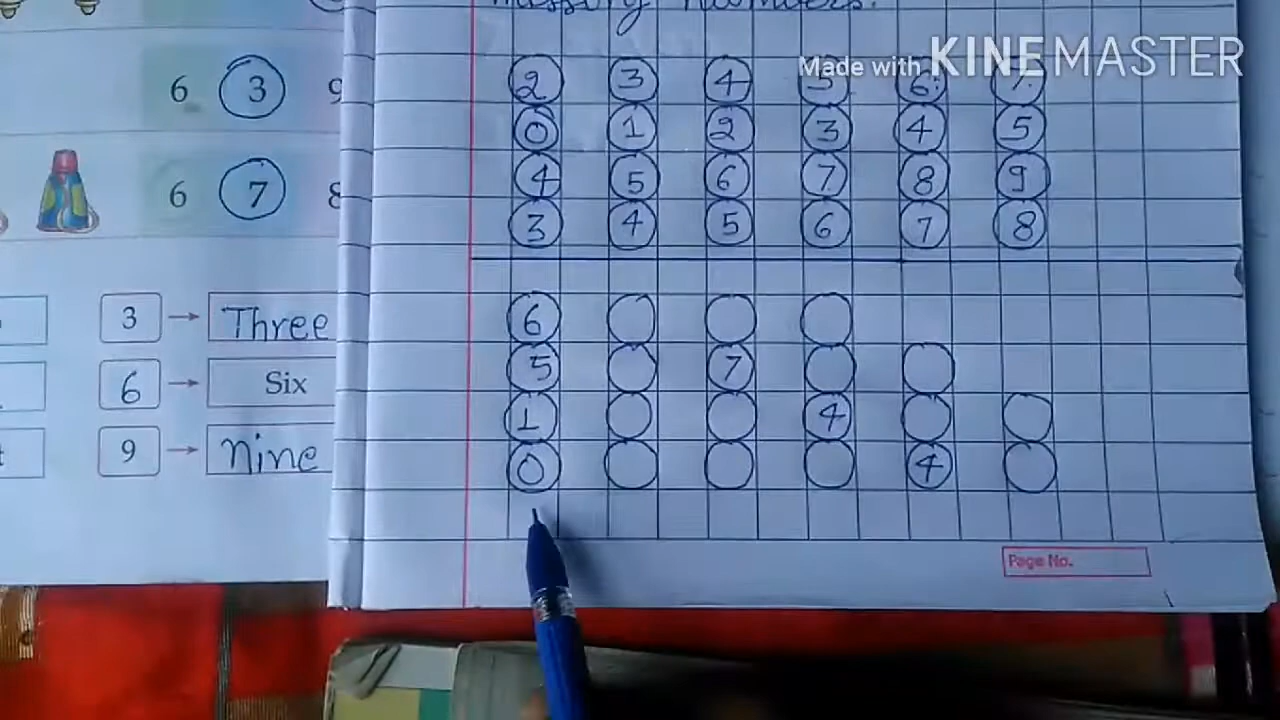 missing numbers.
Made with KINEMASTER
6 3 9
6 7 8
2 3 4 5 6 7
0 1 2 3 4 5
4 5 6 7 8 9
3 4 5 6 7 8
3 → Three
6 → Six
9 → Nine
6
5 7
1 4
0 4
Page No.